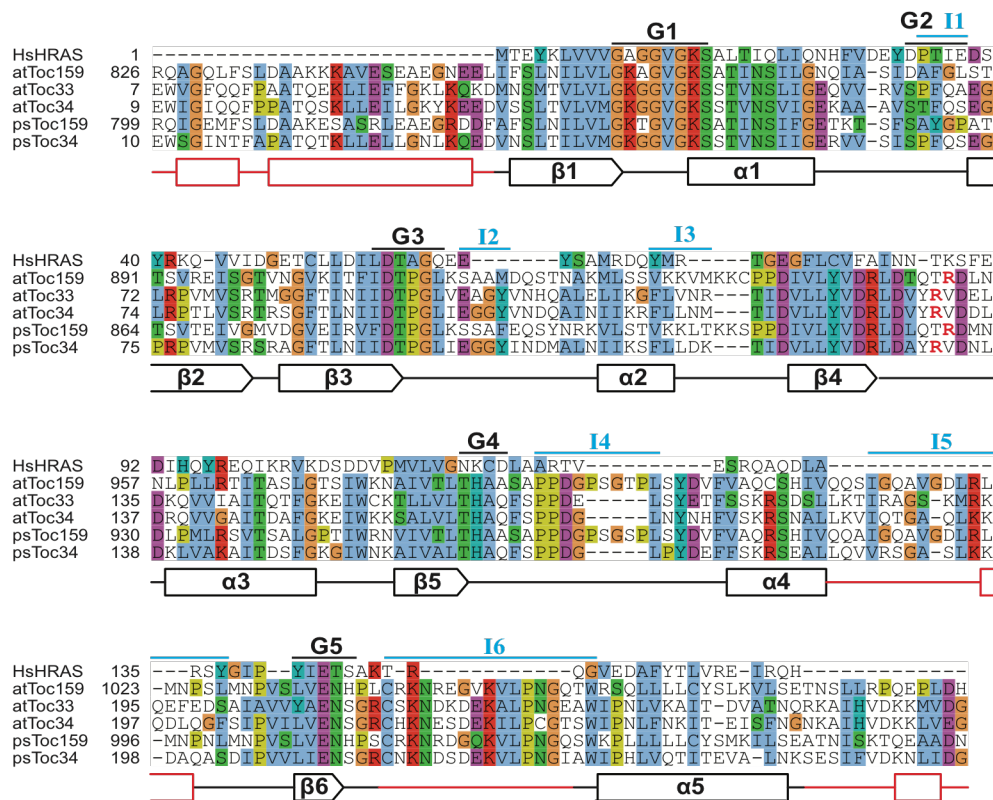 G1 G2 I1
HsHRAS 1 ---------------------------MTEYKLVVVGAGGVGKSALTIQLIQNHFVDEYDPTIEDS
atToc159 826 RQAGQLFSLDAAKKKAVESEAEGNEELIFSLNILVLGKAGVGKSATINSILGNQIA-SIDAFGLST
atToc33 7 EWVGFQQFPAATQTKLIEFFGKLKQKDMNSMTVLVLGKGGVGKSSTVNSLIGEQVV-RVSPFQAEG
atToc34 9 EWIGIQQFPPATQSKLLEILGKYKEEDVSSLTVLVMGKGGVGKSSTVNSVIGEKAA-AVSTFQSEG
psToc159 799 RQIGEMFSLDAAKESASRLEAEGRDDFAFSLNILVLGKTGVGKSATINSIFGETKT-SFSAYGPAT
psToc34 10 EWSGINTFAPATQTKLLELLGNLKQEDVNSLTILVMGKGGVGKSSTVNSIIGERVV-SISPFQSEG
β1 α1
G3 I2 I3
HsHRAS 40 YRKQ-VVIDGETCLLDILDTAGQEE-------YSAMRDQYMR-----TGEGFLCVFAINN-TKSFE
atToc159 891 TSVREISGTVNGVKITFIDTPGLKSAAMDQSTNAKMLSSVKKVMKKCPPDIVLYVDRLDTQTRDLN
atToc33 72 LRPVMVSRTMGGFTINIIDTPGLVEAGYVNHQALELIKGFLVNR---TIDVLLYVDRLDVYRVDEL
atToc34 74 LRPTLVSRTRSGFTLNIIDTPGLIEGGYVNDQAINIIKRFLLNM---TIDVLLYVDRLDVYRVDDL
psToc159 864 TSVTEIVGMVDGVEIRVFDTPGLKSSAFEQSYNRKVLSTVKKLTKKSPPDIVLYVDRLDLQTRDMN
psToc34 75 PRPVMVSRSRAGFTLNIIDTPGLIEGGYINDMALNIIKSFLLDK---TIDVLLYVDRLDAYRVDNL
β2 β3 α2 β4
G4 I4 I5
HsHRAS 92 DIHQYREQIKRVKDSDDVPMVLVGNKCDLAARTV----------ESRQAQDLA-------------
atToc159 957 NLPLLRTITASLGTSIWKNAIVTLTHAASAPPDGPSGTPLSYDVFVAQCSHIVQQSIGQAVGDLRL
atToc33 135 DKQVVIAITQTFGKEIWCKTLLVLTHAQFSPPDE-----LSYETFSSKRSDSLLKTIRAGS-KMRK
atToc34 137 DRQVVGAITDAFGKEIWKKSALVLTHAQFSPPDG-----LNYNHFVSKRSNALLKVIQTGA-QLKK
psToc159 930 DLPMLRSVTSALGPTIWRNVIVTLTHAASAPPDGPSGSPLSYDVFVAQRSHIVQQAIGQAVGDLRL
psToc34 138 DKLVAKAITDSFGKGIWNKAIVALTHAQFSPPDG-----LPYDEFFSKRSEALLQVVRSGA-SLKK
α3 β5 α4
G5 I6
HsHRAS 135 ---RSYGIP--YIETSAKT-R------------QGVEDAFYTLVRE-IRQH-------------
atToc159 1023 -MNPSLMNPVSLVENHPLCRKNREGVKVLPNGQTWRSQLLLLCYSLKVLSETNSLLRPQEPLDH
atToc33 195 QEFEDSAIAVVYAENSGRCSKNDKDEKALPNGEAWIPNLVKAIT-DVATNQRKAIHVDKKMVDG
atToc34 197 QDLQGFSIPVILVENSGRCHKNESDEKALPCGTSWIPNLFNKIT-EISFNGNKAIHVDKKLVEG
psToc159 996 -MNPNLMNPVSLVENHPSCRKNRDGQKVLPNGQSWKPLLLLLCYSMKILSEATNISKTQEAADN
psToc34 198 DAQASDIPVVLIENSGRCNKNDSDEKVLPNGIAWIPHLVQTITEVA-LNKSESIFVDKNLIDG
β6 α5